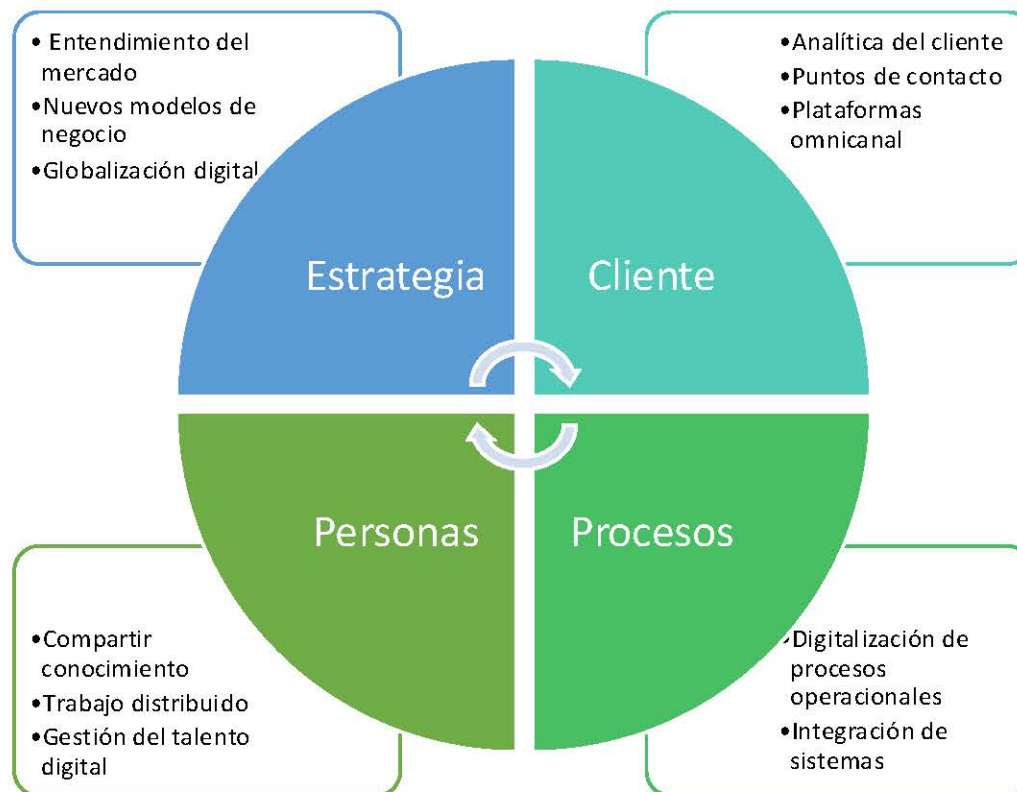 • Entendimiento del
mercado
•Nuevos modelos de
negocio
•Globalización digital
•Analítica del cliente
•Puntos de contacto
•Plataformas
omnicanal
Estrategia
Cliente
Personas
Procesos
•Compartir
conocimiento
•Trabajo distribuido
•Gestión del talento
digital
•Digitalización de
procesos
operacionales
•Integración de
sistemas